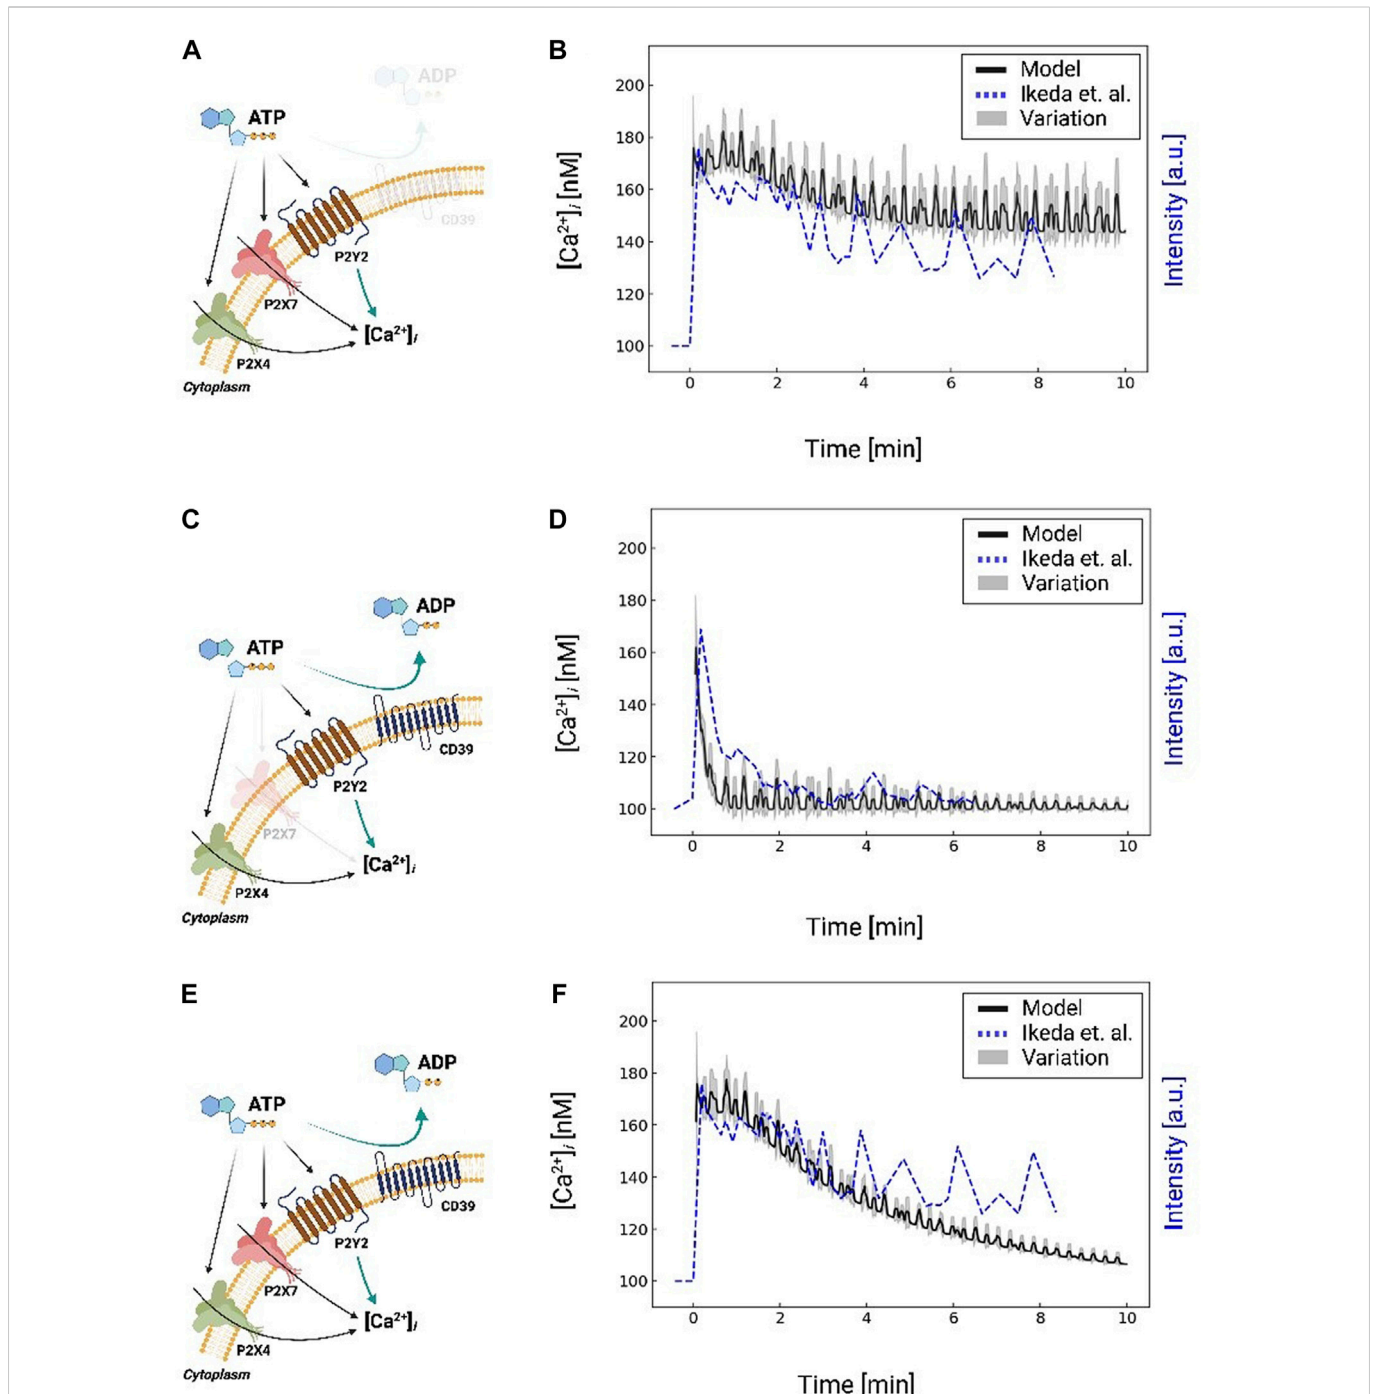 A
ADP
ATP
CD39
P2Y2
P2X7
[Ca²⁺]ᵢ
P2X4
Cytoplasm
B
Model
Ikeda et. al.
Variation
200
180
160
140
120
100
0 2 4 6 8 10
[Ca²⁺]ᵢ [nM]
Intensity [a.u.]
Time [min]
C
ADP
ATP
CD39
P2Y2
P2X7
[Ca²⁺]ᵢ
P2X4
Cytoplasm
D
Model
Ikeda et. al.
Variation
200
180
160
140
120
100
0 2 4 6 8 10
[Ca²⁺]ᵢ [nM]
Intensity [a.u.]
Time [min]
E
ADP
ATP
CD39
P2Y2
P2X7
[Ca²⁺]ᵢ
P2X4
Cytoplasm
F
Model
Ikeda et. al.
Variation
200
180
160
140
120
100
0 2 4 6 8 10
[Ca²⁺]ᵢ [nM]
Intensity [a.u.]
Time [min]